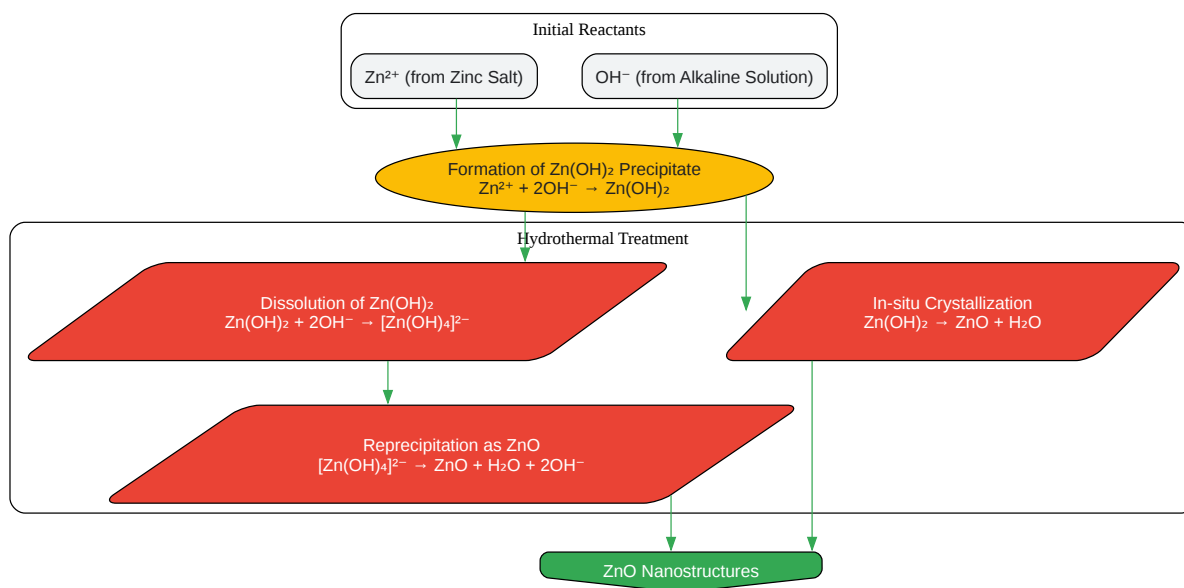 Initial Reactants
Zn²⁺ (from Zinc Salt)
OH⁻ (from Alkaline Solution)
Formation of Zn(OH)₂ Precipitate
Zn²⁺ + 2OH⁻ → Zn(OH)₂
Hydrothermal Treatment
Dissolution of Zn(OH)₂
Zn(OH)₂ + 2OH⁻ → [Zn(OH)₄]²⁻
In-situ Crystallization
Zn(OH)₂ → ZnO + H₂O
Reprecipitation as ZnO
[Zn(OH)₄]²⁻ → ZnO + H₂O + 2OH⁻
ZnO Nanostructures